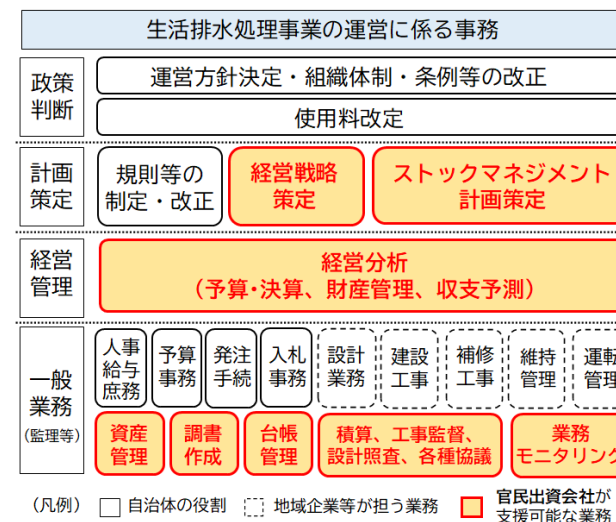 生活排水処理事業の運営に係る事務
政策
判断
運営方針決定・組織体制・条例等の改正
使用料改定
計画
策定
規則等の
制定・改正
経営戦略
策定
ストックマネジメント
計画策定
経営
管理
経営分析
（予算・決算、財産管理、収支予測）
一般
業務
（監理等）
人事
給与
庶務
予算
事務
発注
手続
入札
事務
設計
業務
建設
工事
補修
工事
維持
管理
運転
管理
資産
管理
調書
作成
台帳
管理
積算、工事監督、
設計照査、各種協議
業務
モニタリング
（凡例）
自治体の役割
地域企業等が担う業務
官民出資会社が
支援可能な業務